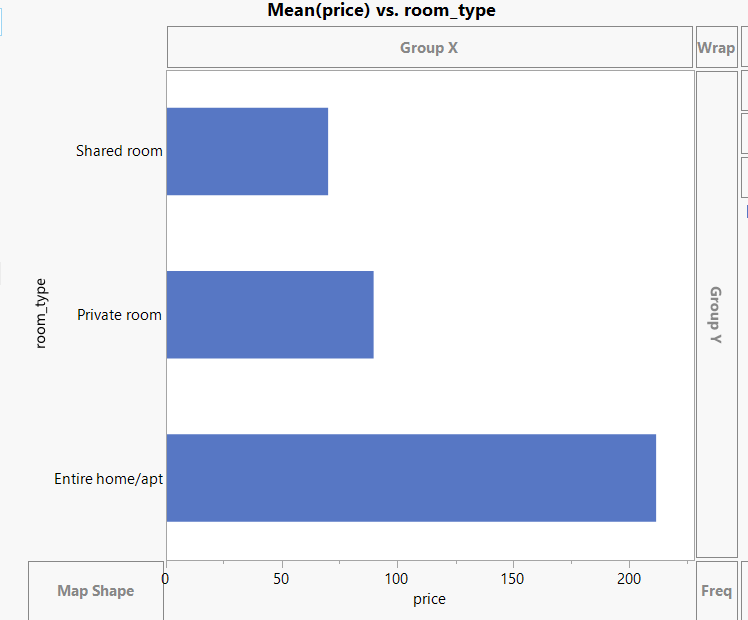 Mean(price) vs. room_type
Group X
Wrap
Shared room
Private room
Entire home/apt
room_type
Group Y
0 50 100 150 200
price
Map Shape
Freq